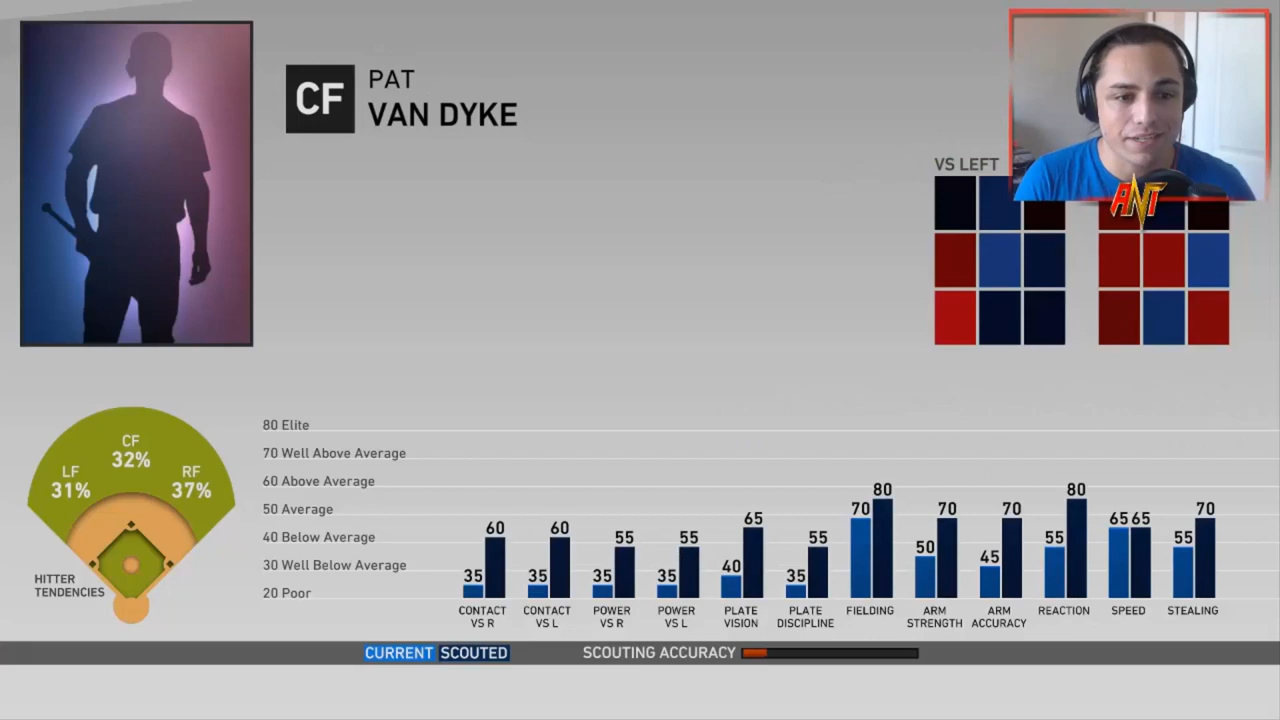 CF
PAT
VAN DYKE
VS LEFT
ANT
CF
32%
LF
31%
RF
37%
HITTER
TENDENCIES
80 Elite
70 Well Above Average
60 Above Average
50 Average
40 Below Average
30 Well Below Average
20 Poor
35 60
35 60
35 55
35 55
40 65
35 55
70 80
50 70
45 70
55 80
65 65
55 70
CONTACT
VS R
CONTACT
VS L
POWER
VS R
POWER
VS L
PLATE
VISION
PLATE
DISCIPLINE
FIELDING
ARM
STRENGTH
ARM
ACCURACY
REACTION
SPEED
STEALING
CURRENT SCOUTED
SCOUTING ACCURACY